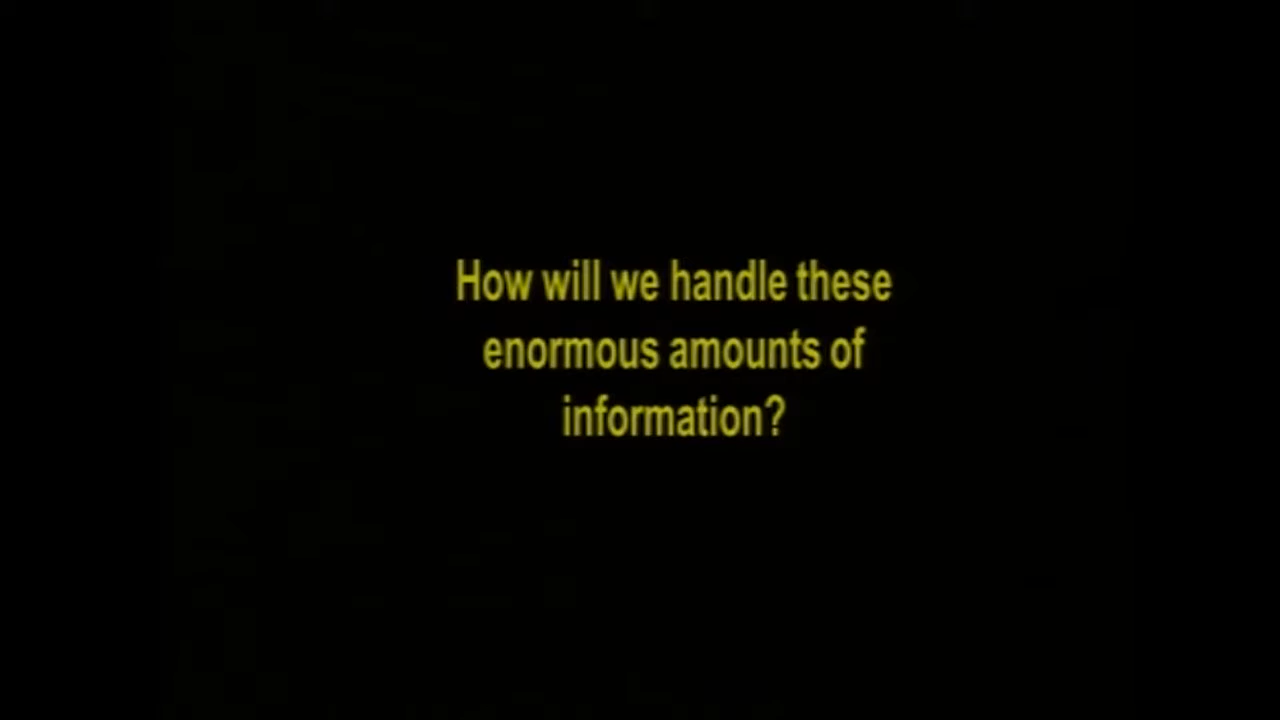 How will we handle these
enormous amounts of
information?